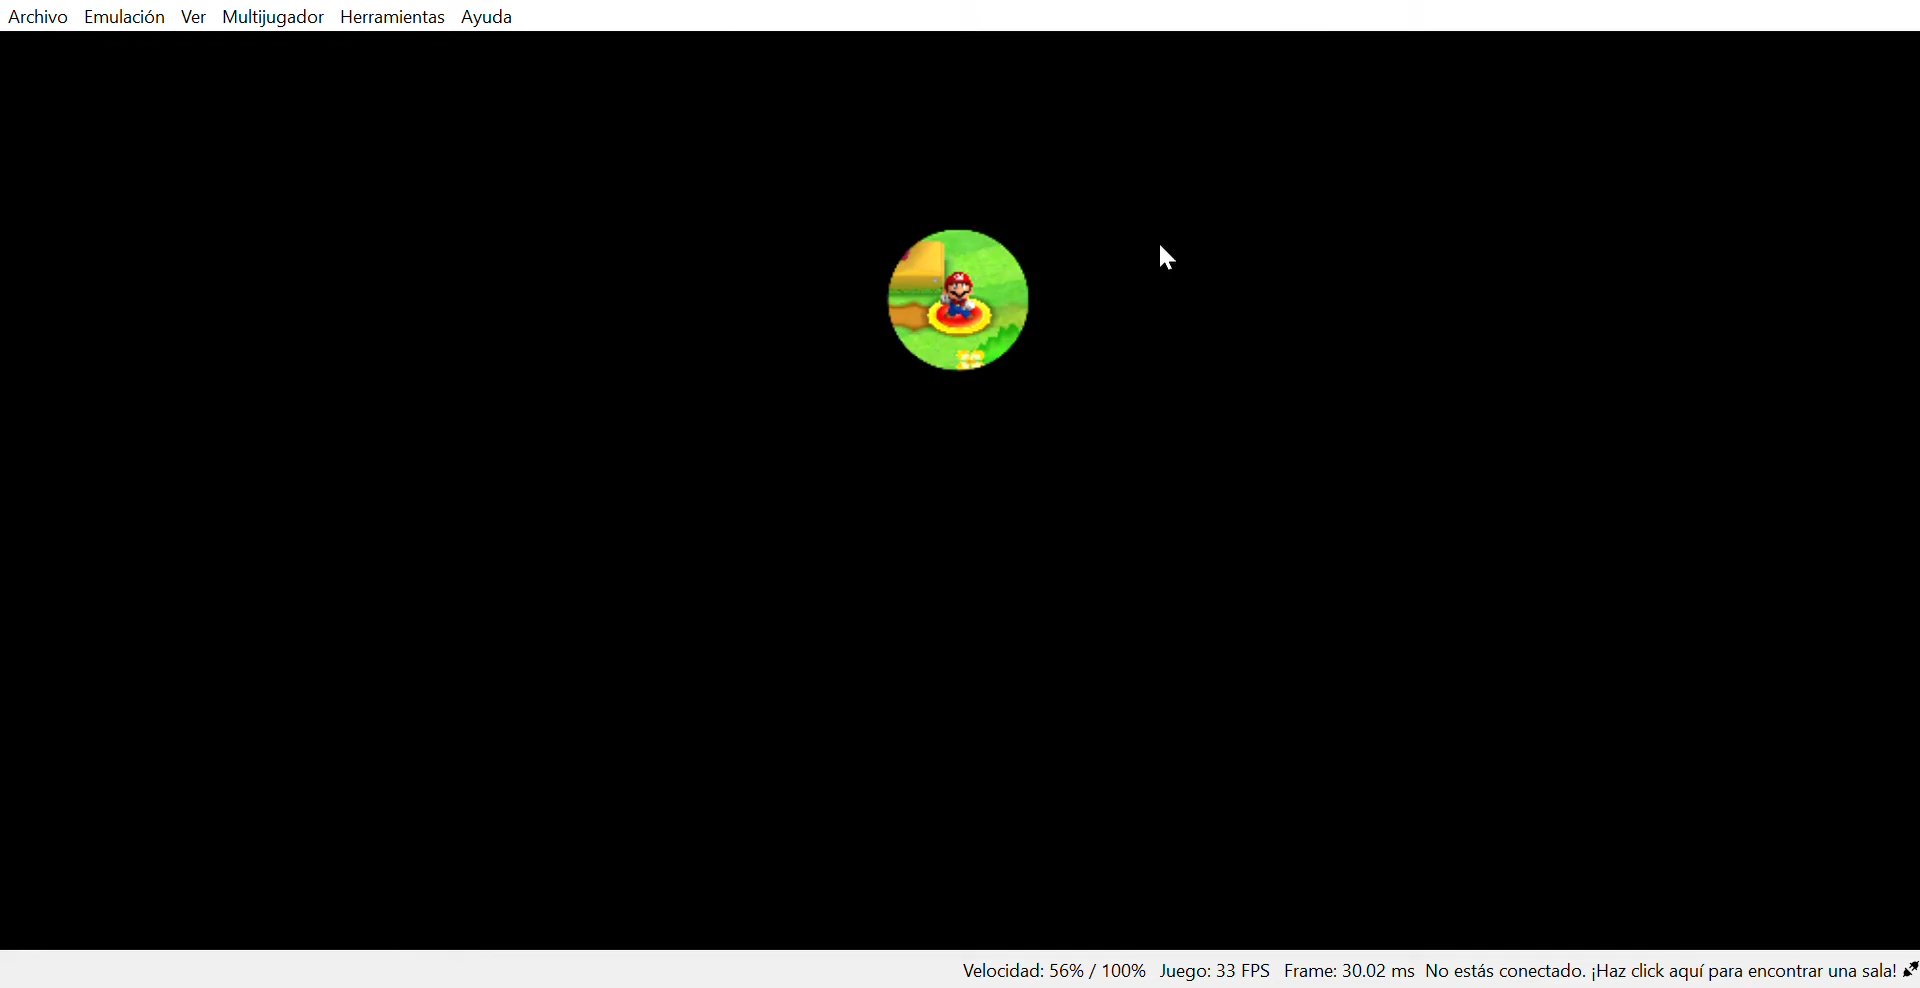 Archivo Emulación Ver Multijugador Herramientas Ayuda
Velocidad: 56% / 100% Juego: 33 FPS Frame: 30.02 ms No estás conectado. ¡Haz click aquí para encontrar una sala!